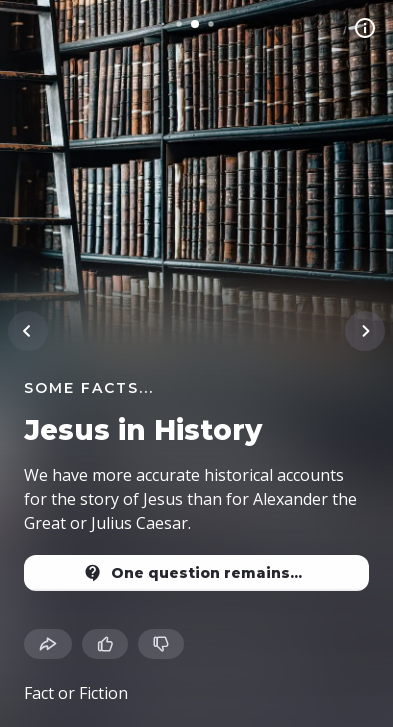 SOME FACTS...
Jesus in History
We have more accurate historical accounts
for the story of Jesus than for Alexander the
Great or Julius Caesar.
One question remains...
Fact or Fiction